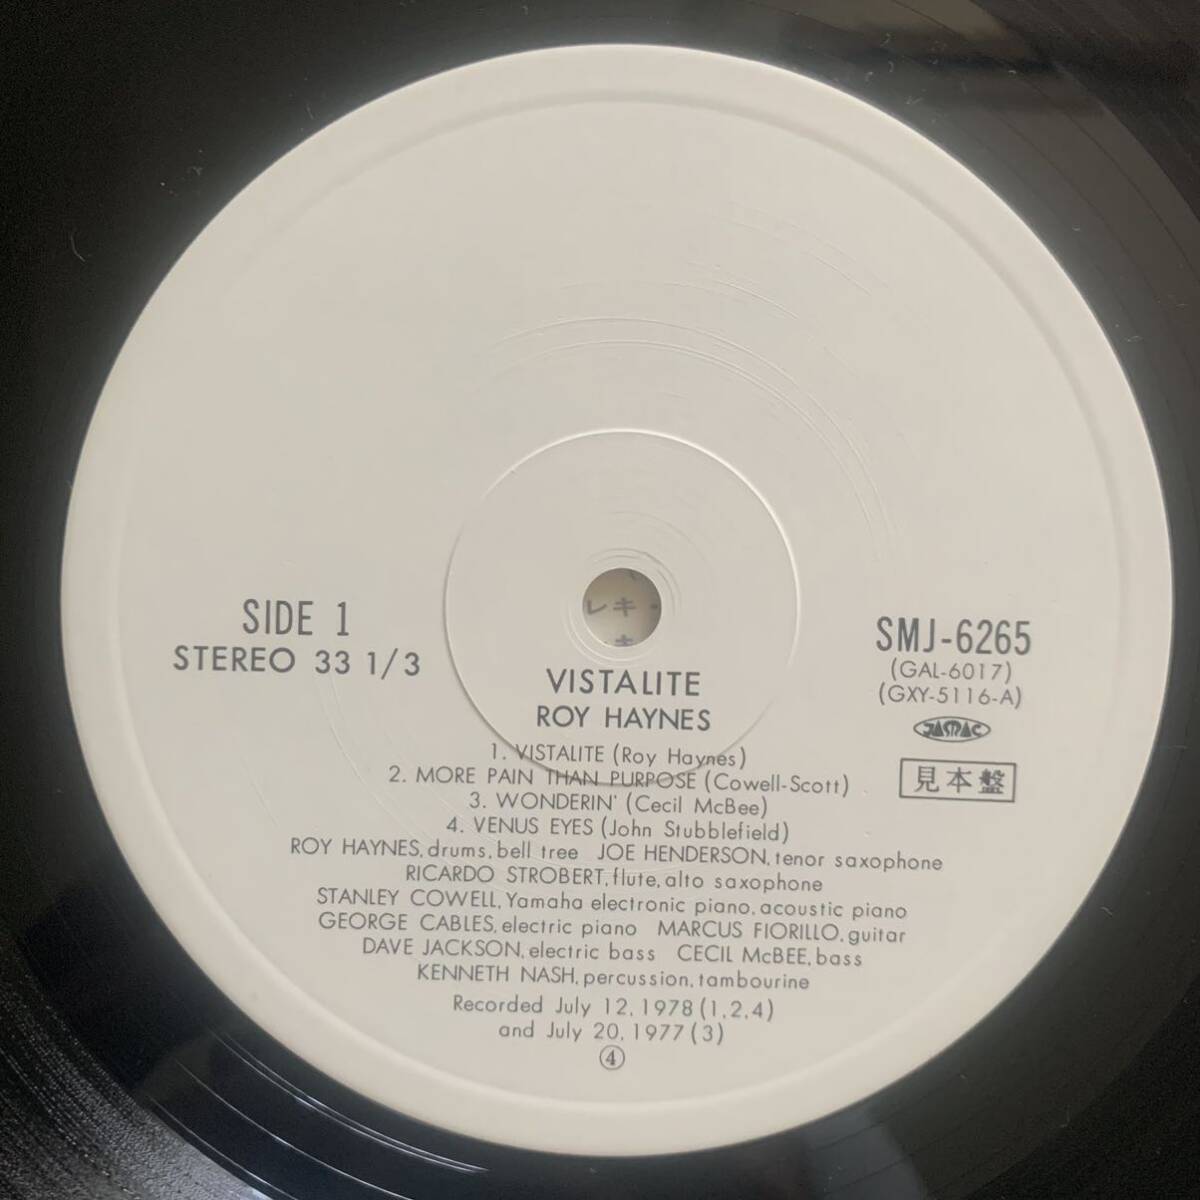 SIDE 1
STEREO 33 1/3
SMJ-6265
(GAL-6017)
(GXY-5116-A)
JASRAC
見本盤
レキ・
キ
VISTALITE
ROY HAYNES
1. VISTALITE (Roy Haynes)
2. MORE PAIN THAN PURPOSE (Cowell-Scott)
3. WONDERIN' (Cecil McBee)
4. VENUS EYES (John Stubblefield)
ROY HAYNES, drums, bell tree JOE HENDERSON, tenor saxophone
RICARDO STROBERT, flute, alto saxophone
STANLEY COWELL, Yamaha electronic piano, acoustic piano
GEORGE CABLES, electric piano MARCUS FIORILLO, guitar
DAVE JACKSON, electric bass CECIL McBEE, bass
KENNETH NASH, percussion, tambourine
Recorded July 12, 1978 (1,2,4)
and July 20, 1977 (3)
④